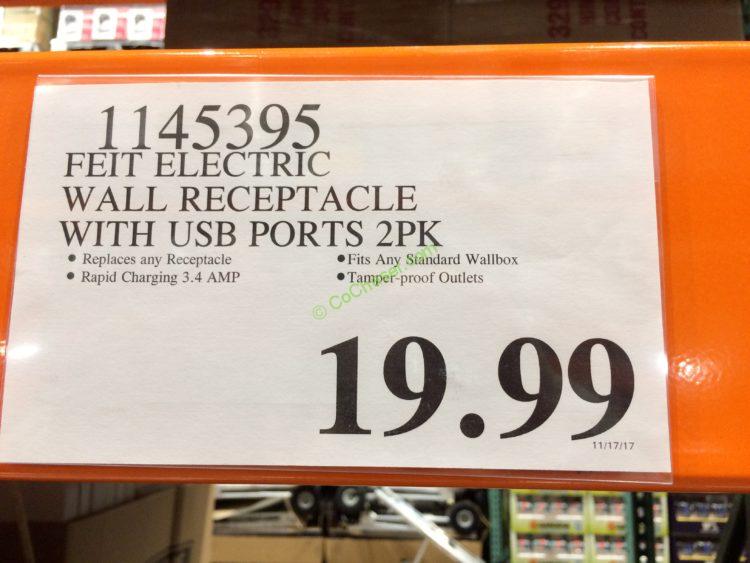 1145395
FEIT ELECTRIC
WALL RECEPTACLE
WITH USB PORTS 2PK
• Replaces any Receptacle
• Rapid Charging 3.4 AMP
• Fits Any Standard Wallbox
• Tamper-proof Outlets
© CoChaser.com
19.99
11/17/17